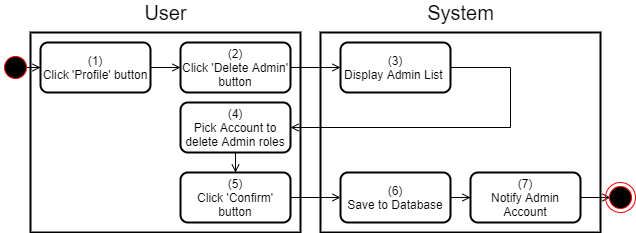 User
System
(1)
Click 'Profile' button
(2)
Click 'Delete Admin'
button
(3)
Display Admin List
(4)
Pick Account to
delete Admin roles
(5)
Click 'Confirm'
button
(6)
Save to Database
(7)
Notify Admin
Account